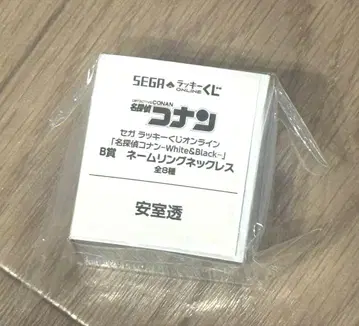 SEGA ラッキーくじ
ONLINE
DETECTIVE CONAN
名探偵コナン
セガ ラッキーくじオンライン
「名探偵コナン-White&Black-」
B賞 ネームリングネックレス
全8種
安室透